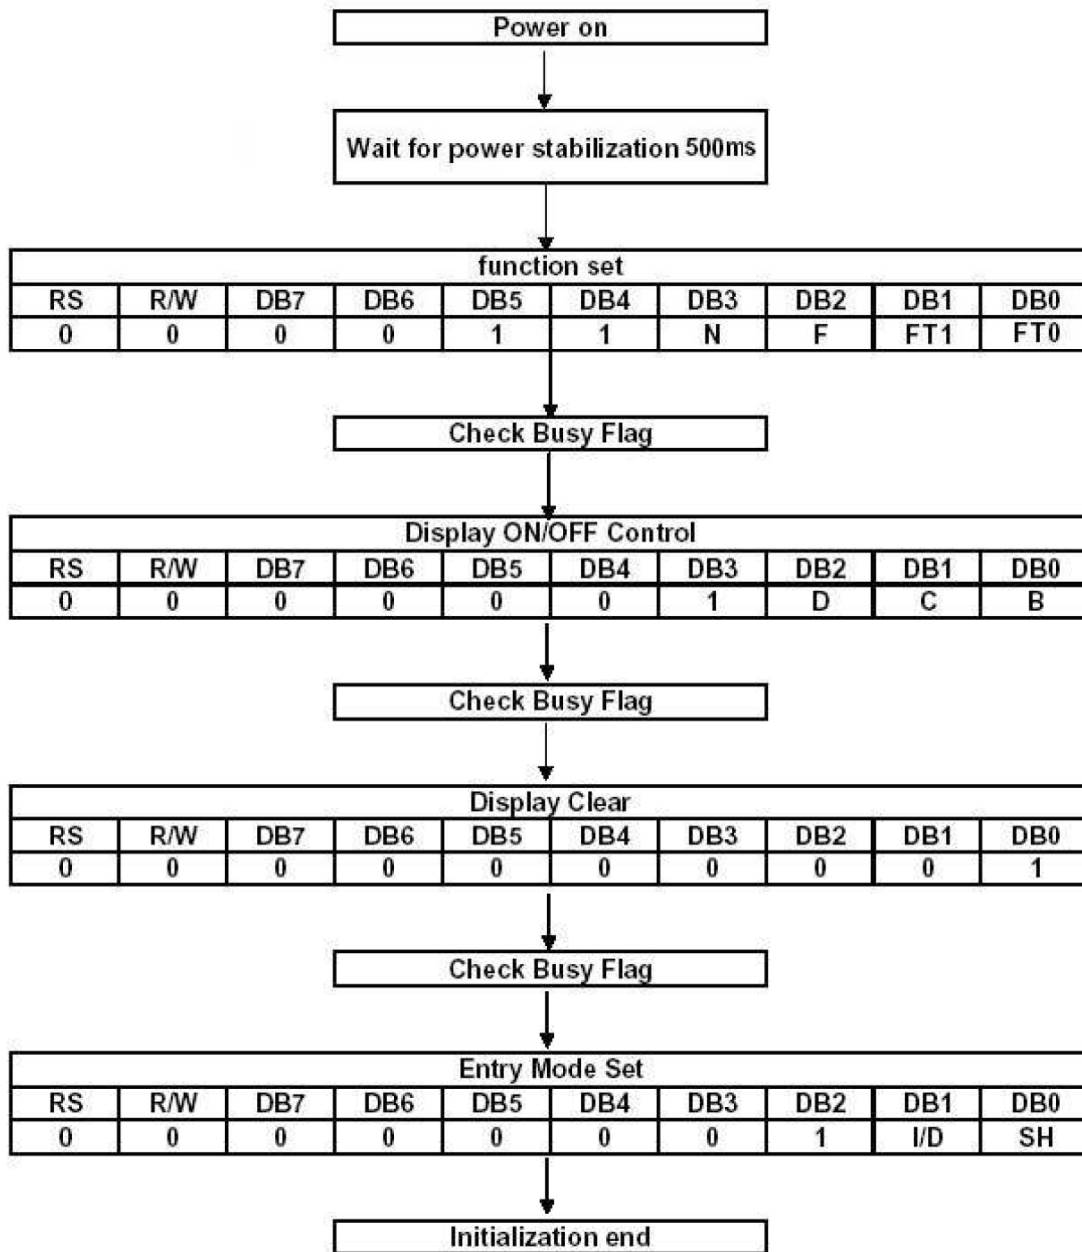 Power on
Wait for power stabilization 500ms
function set
RS R/W DB7 DB6 DB5 DB4 DB3 DB2 DB1 DB0
0 0 0 0 1 1 N F FT1 FT0
Check Busy Flag
Display ON/OFF Control
RS R/W DB7 DB6 DB5 DB4 DB3 DB2 DB1 DB0
0 0 0 0 0 0 1 D C B
Check Busy Flag
Display Clear
RS R/W DB7 DB6 DB5 DB4 DB3 DB2 DB1 DB0
0 0 0 0 0 0 0 0 0 1
Check Busy Flag
Entry Mode Set
RS R/W DB7 DB6 DB5 DB4 DB3 DB2 DB1 DB0
0 0 0 0 0 0 0 1 I/D SH
Initialization end